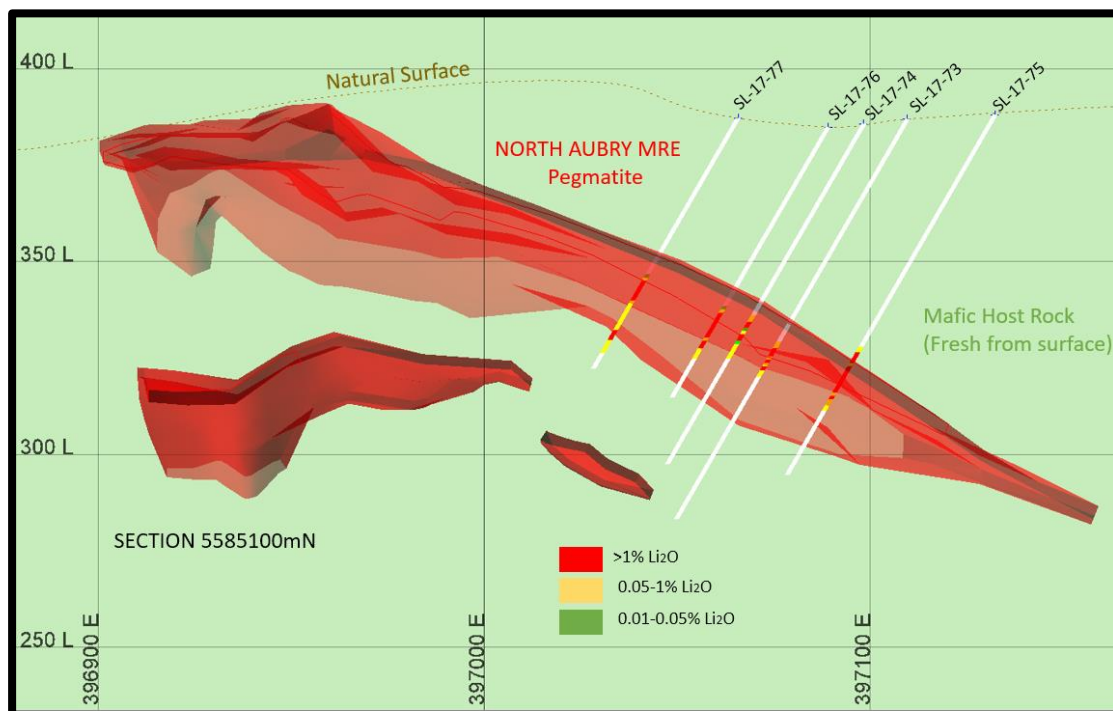 400 L
Natural Surface
SL-17-77
SL-17-76
SL-17-74
SL-17-73
SL-17-75
NORTH AUBRY MRE
Pegmatite
350 L
Mafic Host Rock
(Fresh from surface)
300 L
SECTION 5585100mN
>1% Li2O
0.05-1% Li2O
0.01-0.05% Li2O
250 L
396900 E
397000 E
397100 E